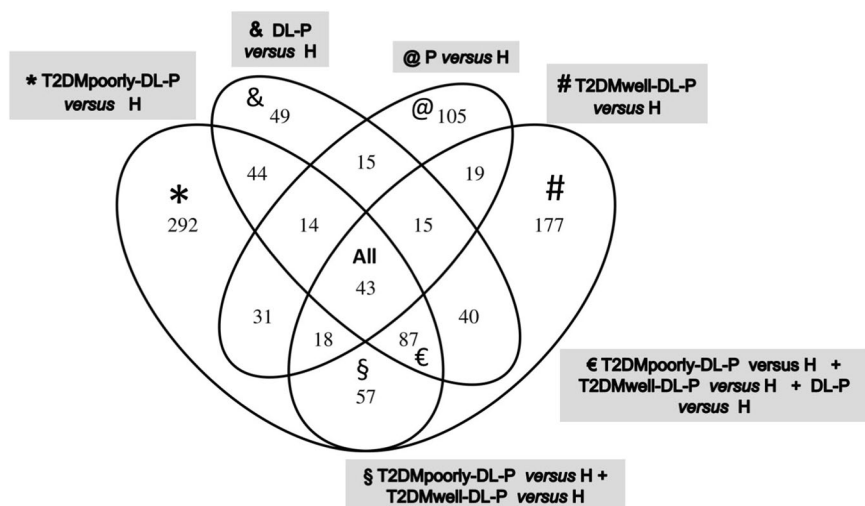 & DL-P
versus H
@ P versus H
* T2DMpoorly-DL-P
versus H
# T2DMwell-DL-P
versus H
&
49
@ 105
15
44
19
*
#
292
14
15
177
All
43
31
40
18
87
§
€
57
€ T2DMpoorly-DL-P versus H +
T2DMwell-DL-P versus H + DL-P
versus H
§ T2DMpoorly-DL-P versus H +
T2DMwell-DL-P versus H